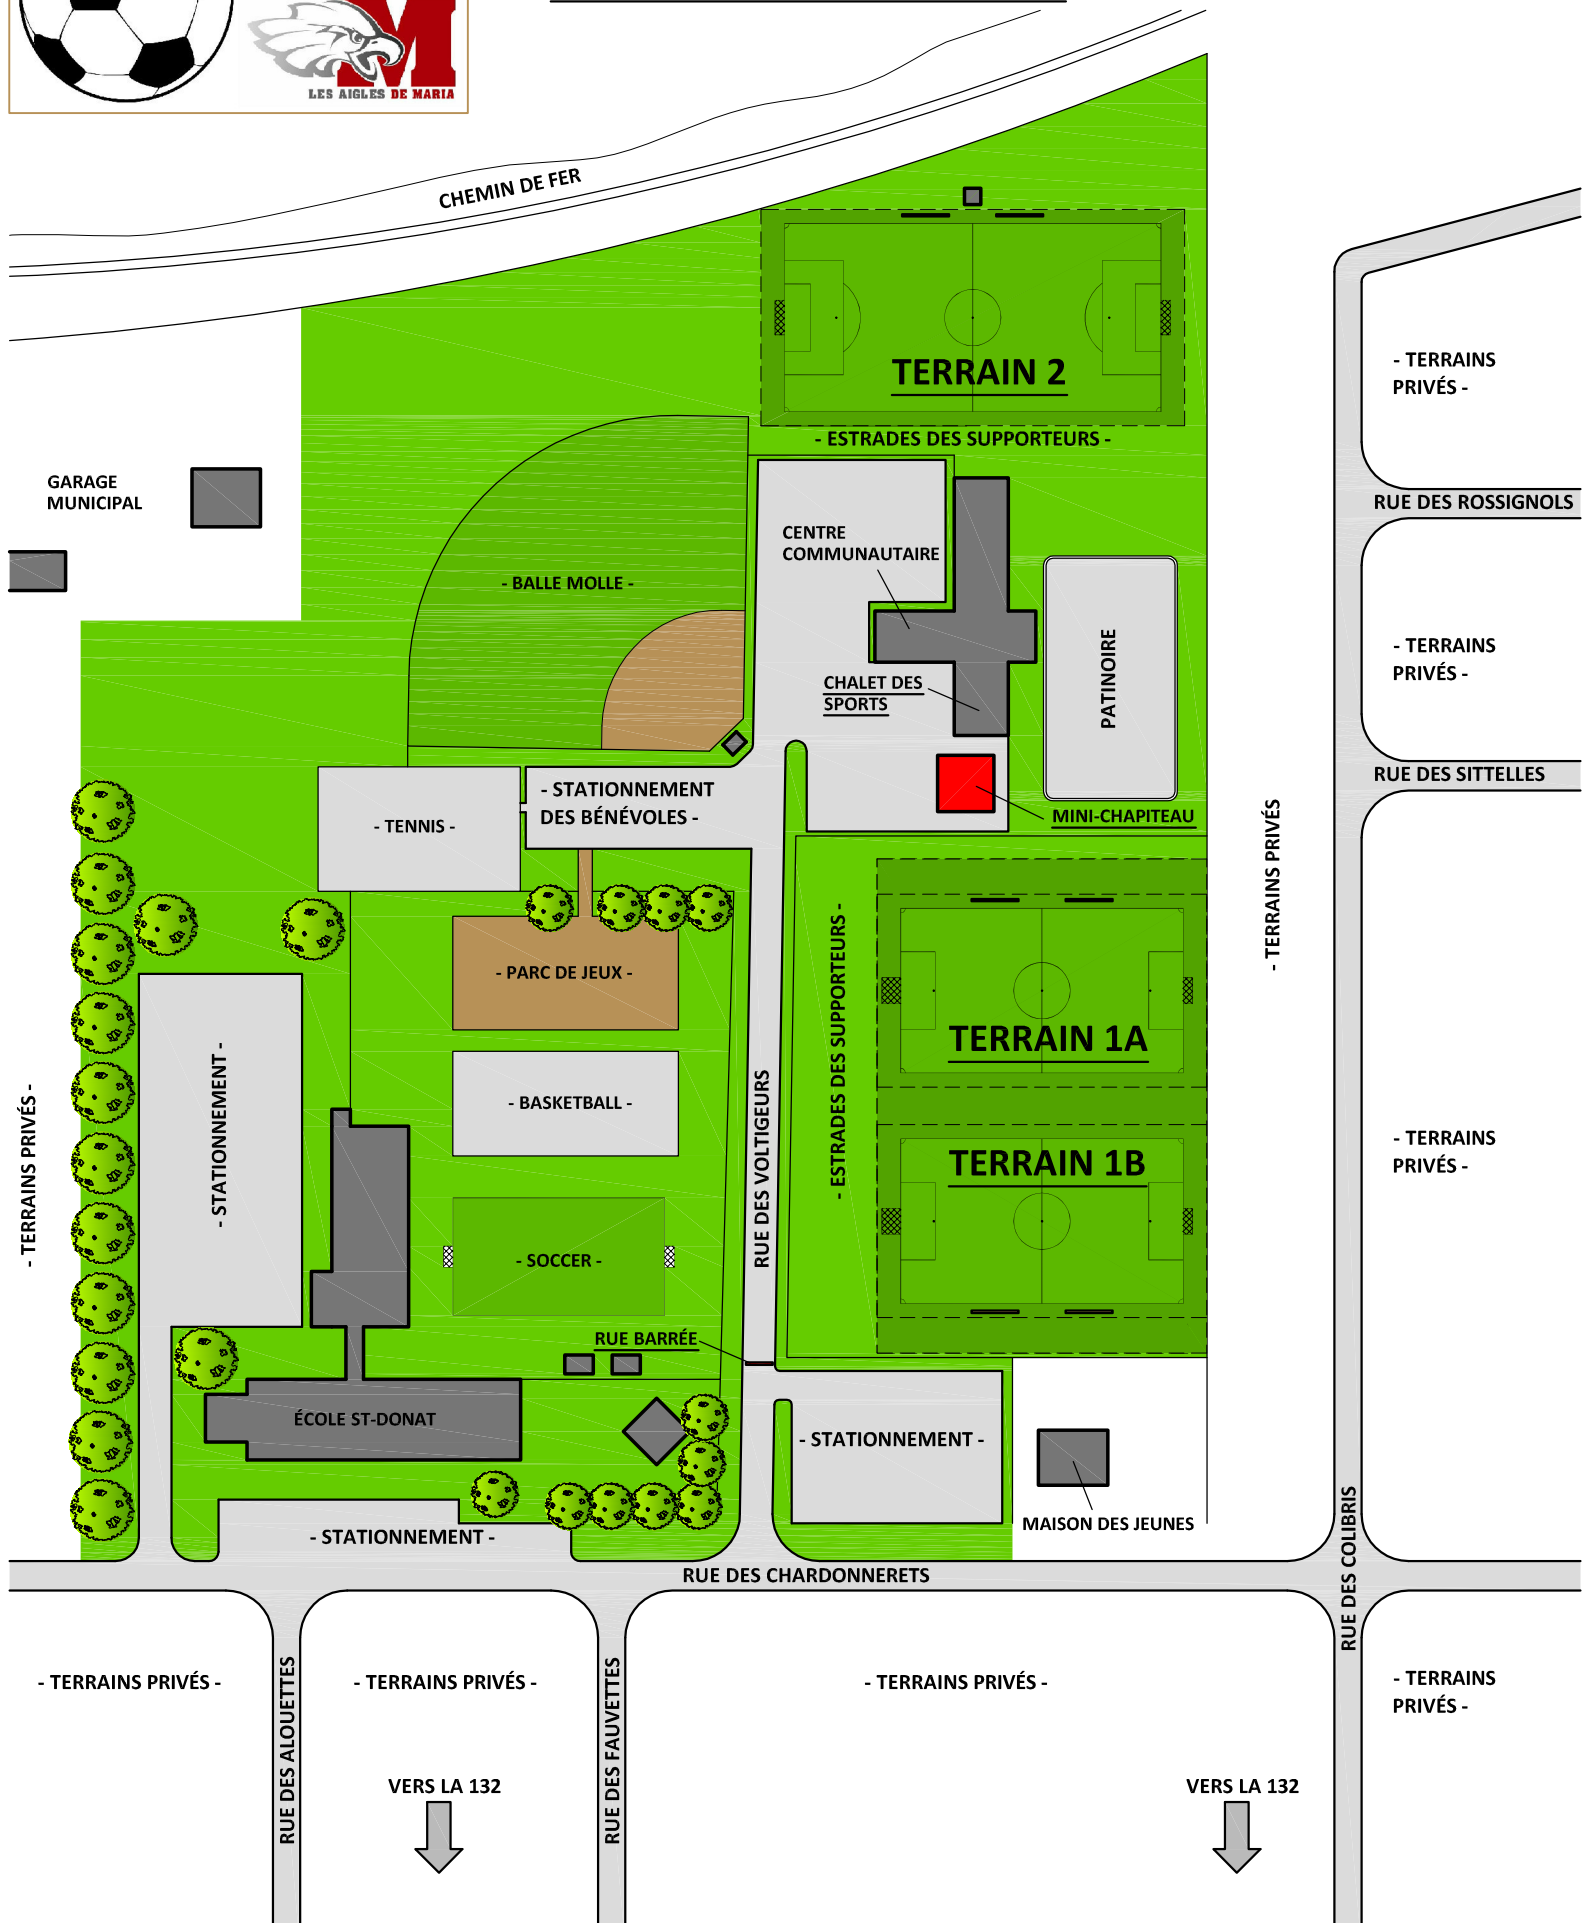 M
LES AIGLES DE MARIA
CHEMIN DE FER
TERRAIN 2
- ESTRADES DES SUPPORTEURS -
- TERRAINS
PRIVÉS -
GARAGE
MUNICIPAL
RUE DES ROSSIGNOLS
CENTRE
COMMUNAUTAIRE
- BALLE MOLLE -
- TERRAINS
PRIVÉS -
PATINOIRE
CHALET DES
SPORTS
RUE DES SITTELLES
- STATIONNEMENT
DES BÉNÉVOLES -
MINI-CHAPITEAU
- TENNIS -
- TERRAINS PRIVÉS -
- ESTRADES DES SUPPORTEURS -
- PARC DE JEUX -
TERRAIN 1A
- STATIONNEMENT -
- BASKETBALL -
RUE DES VOLTIGEURS
- TERRAINS PRIVÉS -
TERRAIN 1B
- TERRAINS
PRIVÉS -
- SOCCER -
RUE BARRÉE
ÉCOLE ST-DONAT
- STATIONNEMENT -
MAISON DES JEUNES
- STATIONNEMENT -
RUE DES CHARDONNERETS
RUE DES COLIBRIS
- TERRAINS PRIVÉS -
RUE DES ALOUETTES
- TERRAINS PRIVÉS -
RUE DES FAUVETTES
- TERRAINS PRIVÉS -
- TERRAINS
PRIVÉS -
VERS LA 132
VERS LA 132